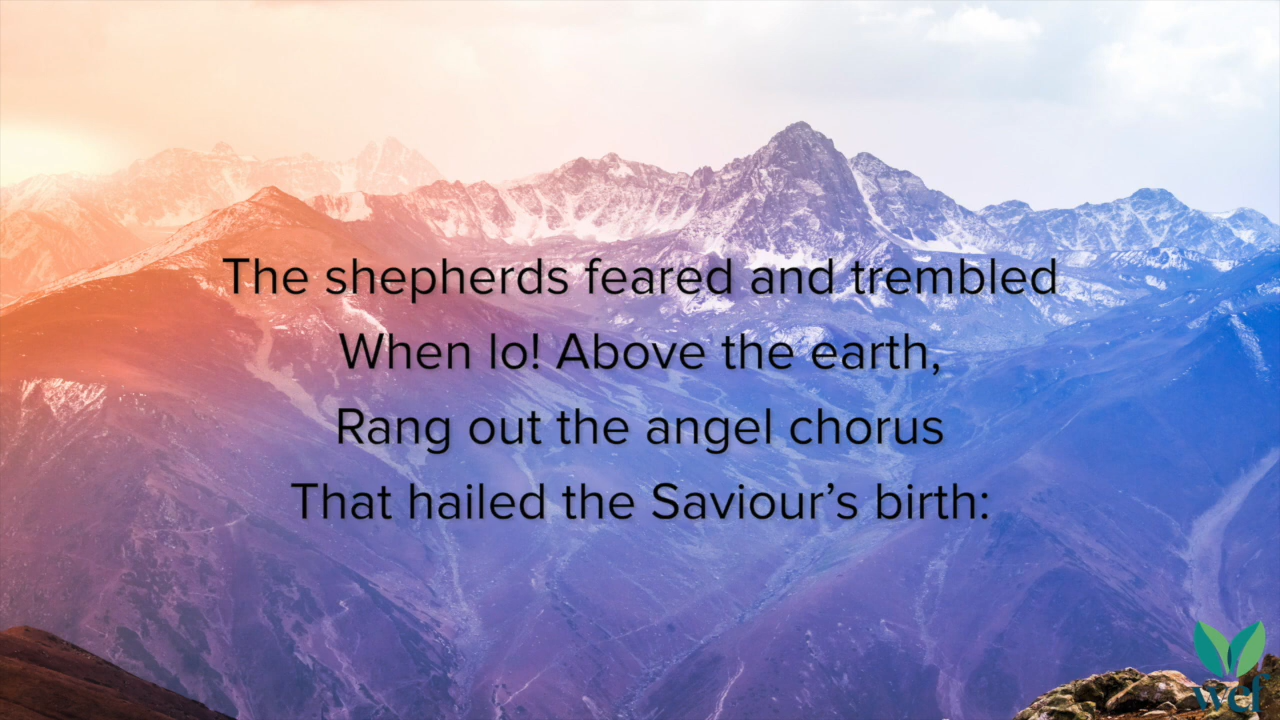 The shepherds feared and trembled
When lo! Above the earth,
Rang out the angel chorus
That hailed the Saviour’s birth:
wef